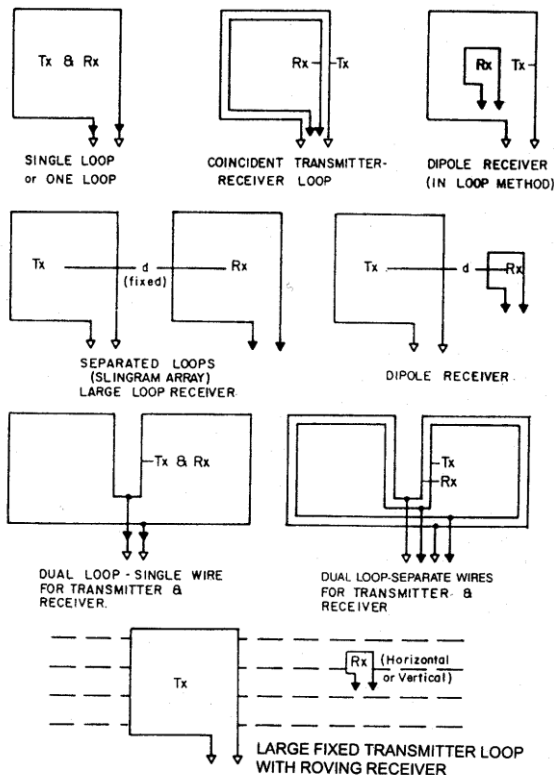 Tx & Rx
SINGLE LOOP
or ONE LOOP
Rx
Tx
COINCIDENT TRANSMITTER-
RECEIVER LOOP
Rx
Tx
DIPOLE RECEIVER
(IN LOOP METHOD)
Tx
d
(fixed)
Rx
SEPARATED LOOPS
(SLINGRAM ARRAY)
LARGE LOOP RECEIVER
Tx
d
Rx
DIPOLE RECEIVER
Tx & Rx
DUAL LOOP - SINGLE WIRE
FOR TRANSMITTER &
RECEIVER.
Tx
Rx
DUAL LOOP-SEPARATE WIRES
FOR TRANSMITTER & 
RECEIVER
Tx
Rx
(Horizontal
or Vertical)
LARGE FIXED TRANSMITTER LOOP
WITH ROVING RECEIVER